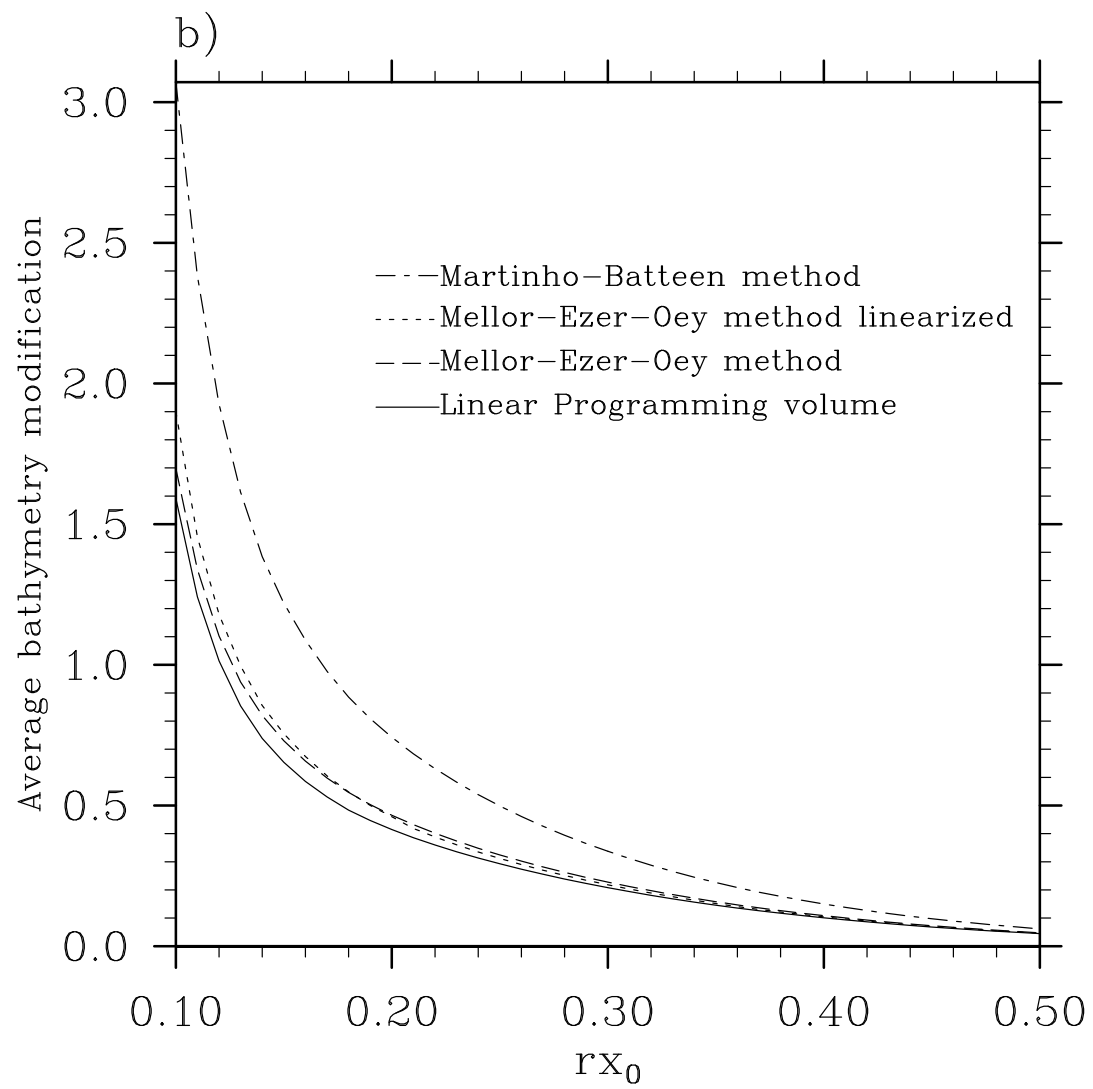 b)
3.0
2.5
2.0
1.5
1.0
0.5
0.0
Average bathymetry modification
Martinho-Batteen method
Mellor-Ezer-Oey method linearized
Mellor-Ezer-Oey method
Linear Programming volume
0.10 0.20 0.30 0.40 0.50
rx₀